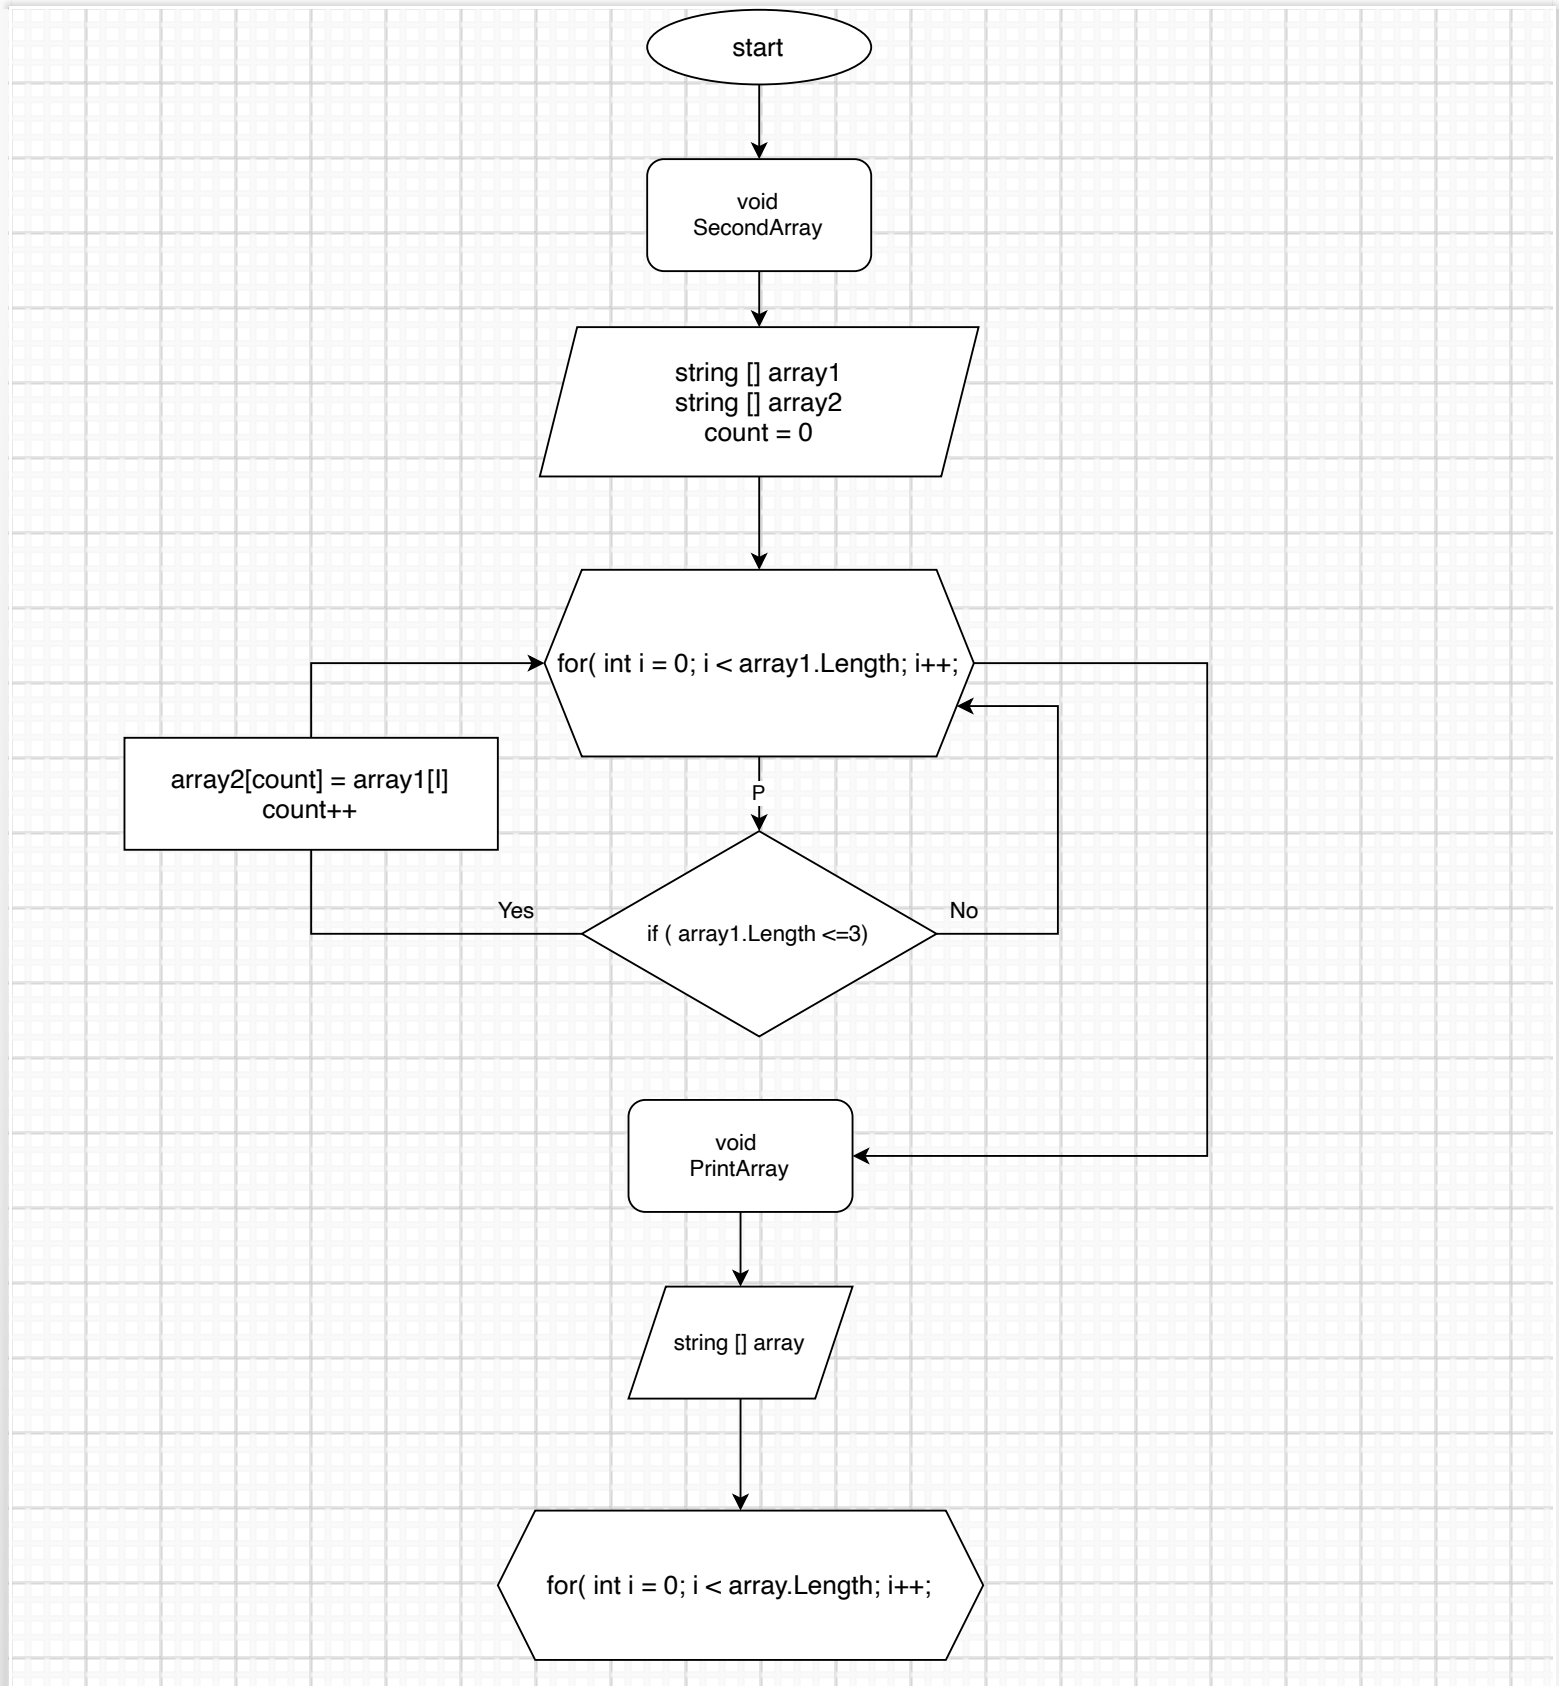 start
void
SecondArray
string [] array1
string [] array2
count = 0
for( int i = 0; i < array1.Length; i++;
array2[count] = array1[I]
count++
P
Yes
No
if ( array1.Length <=3)
void
PrintArray
string [] array
for( int i = 0; i < array.Length; i++;